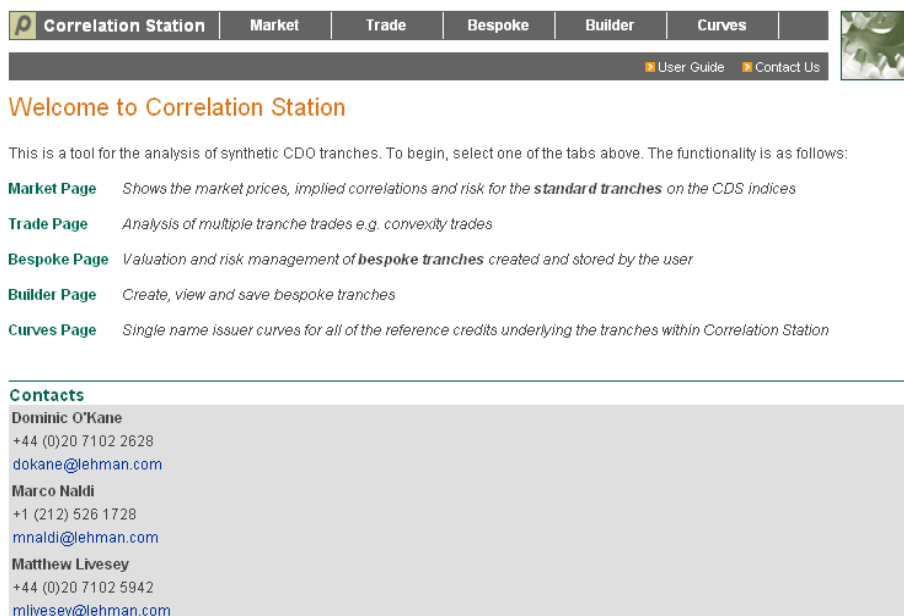 ρ Correlation Station Market Trade Bespoke Builder Curves
User Guide Contact Us
Welcome to Correlation Station
This is a tool for the analysis of synthetic CDO tranches. To begin, select one of the tabs above. The functionality is as follows:
Market Page Shows the market prices, implied correlations and risk for the standard tranches on the CDS indices
Trade Page Analysis of multiple tranche trades e.g. convexity trades
Bespoke Page Valuation and risk management of bespoke tranches created and stored by the user
Builder Page Create, view and save bespoke tranches
Curves Page Single name issuer curves for all of the reference credits underlying the tranches within Correlation Station
Contacts
Dominic O'Kane
+44 (0)20 7102 2628
dokane@lehman.com
Marco Naldi
+1 (212) 526 1728
mnaldi@lehman.com
Matthew Livesey
+44 (0)20 7102 5942
mlivesey@lehman.com